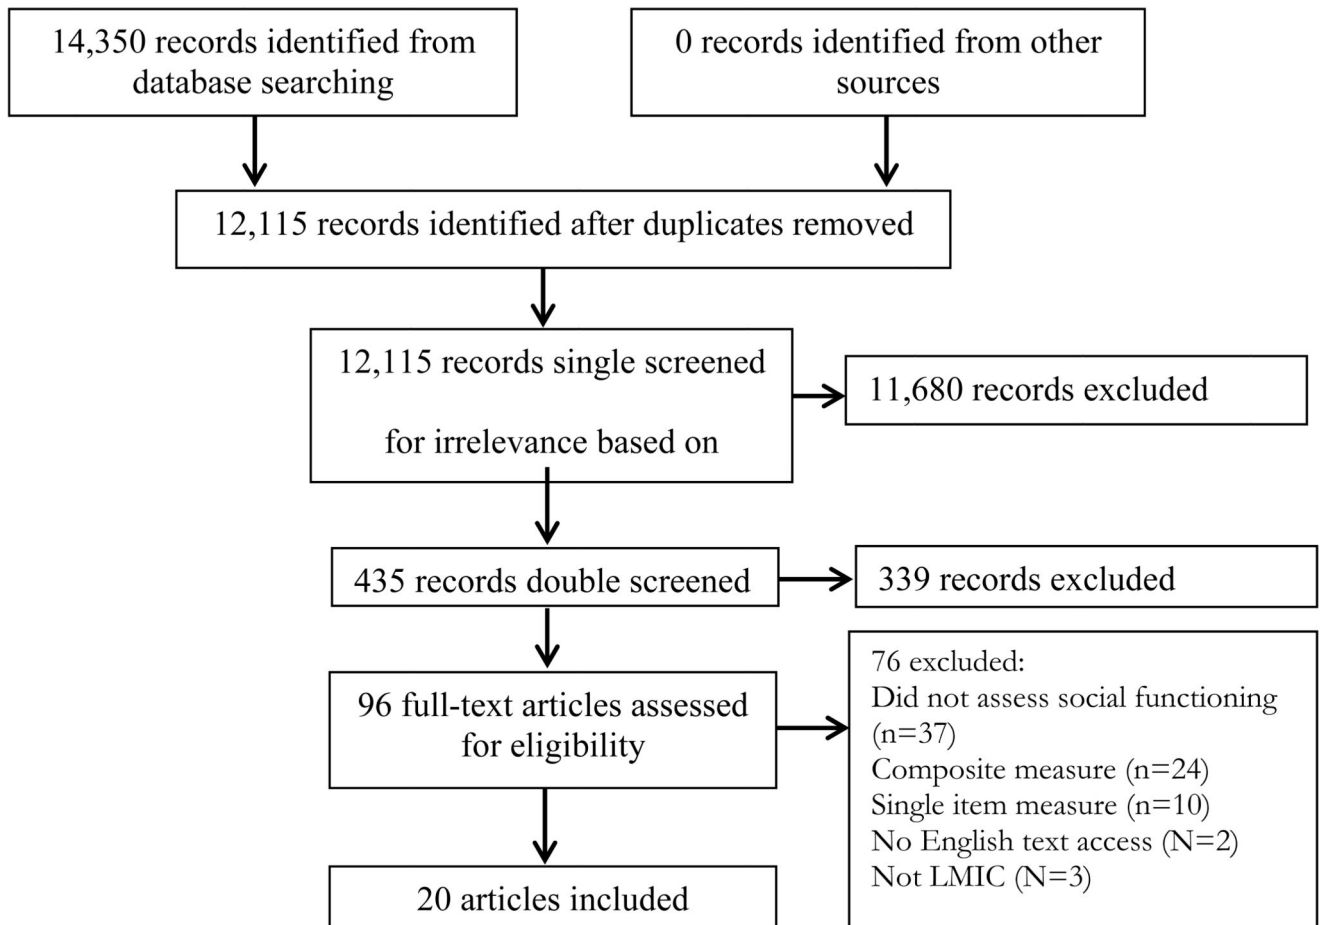 14,350 records identified from
database searching
0 records identified from other
sources
12,115 records identified after duplicates removed
12,115 records single screened
for irrelevance based on
11,680 records excluded
435 records double screened
339 records excluded
96 full-text articles assessed
for eligibility
76 excluded:
Did not assess social functioning
(n=37)
Composite measure (n=24)
Single item measure (n=10)
No English text access (N=2)
Not LMIC (N=3)
20 articles included